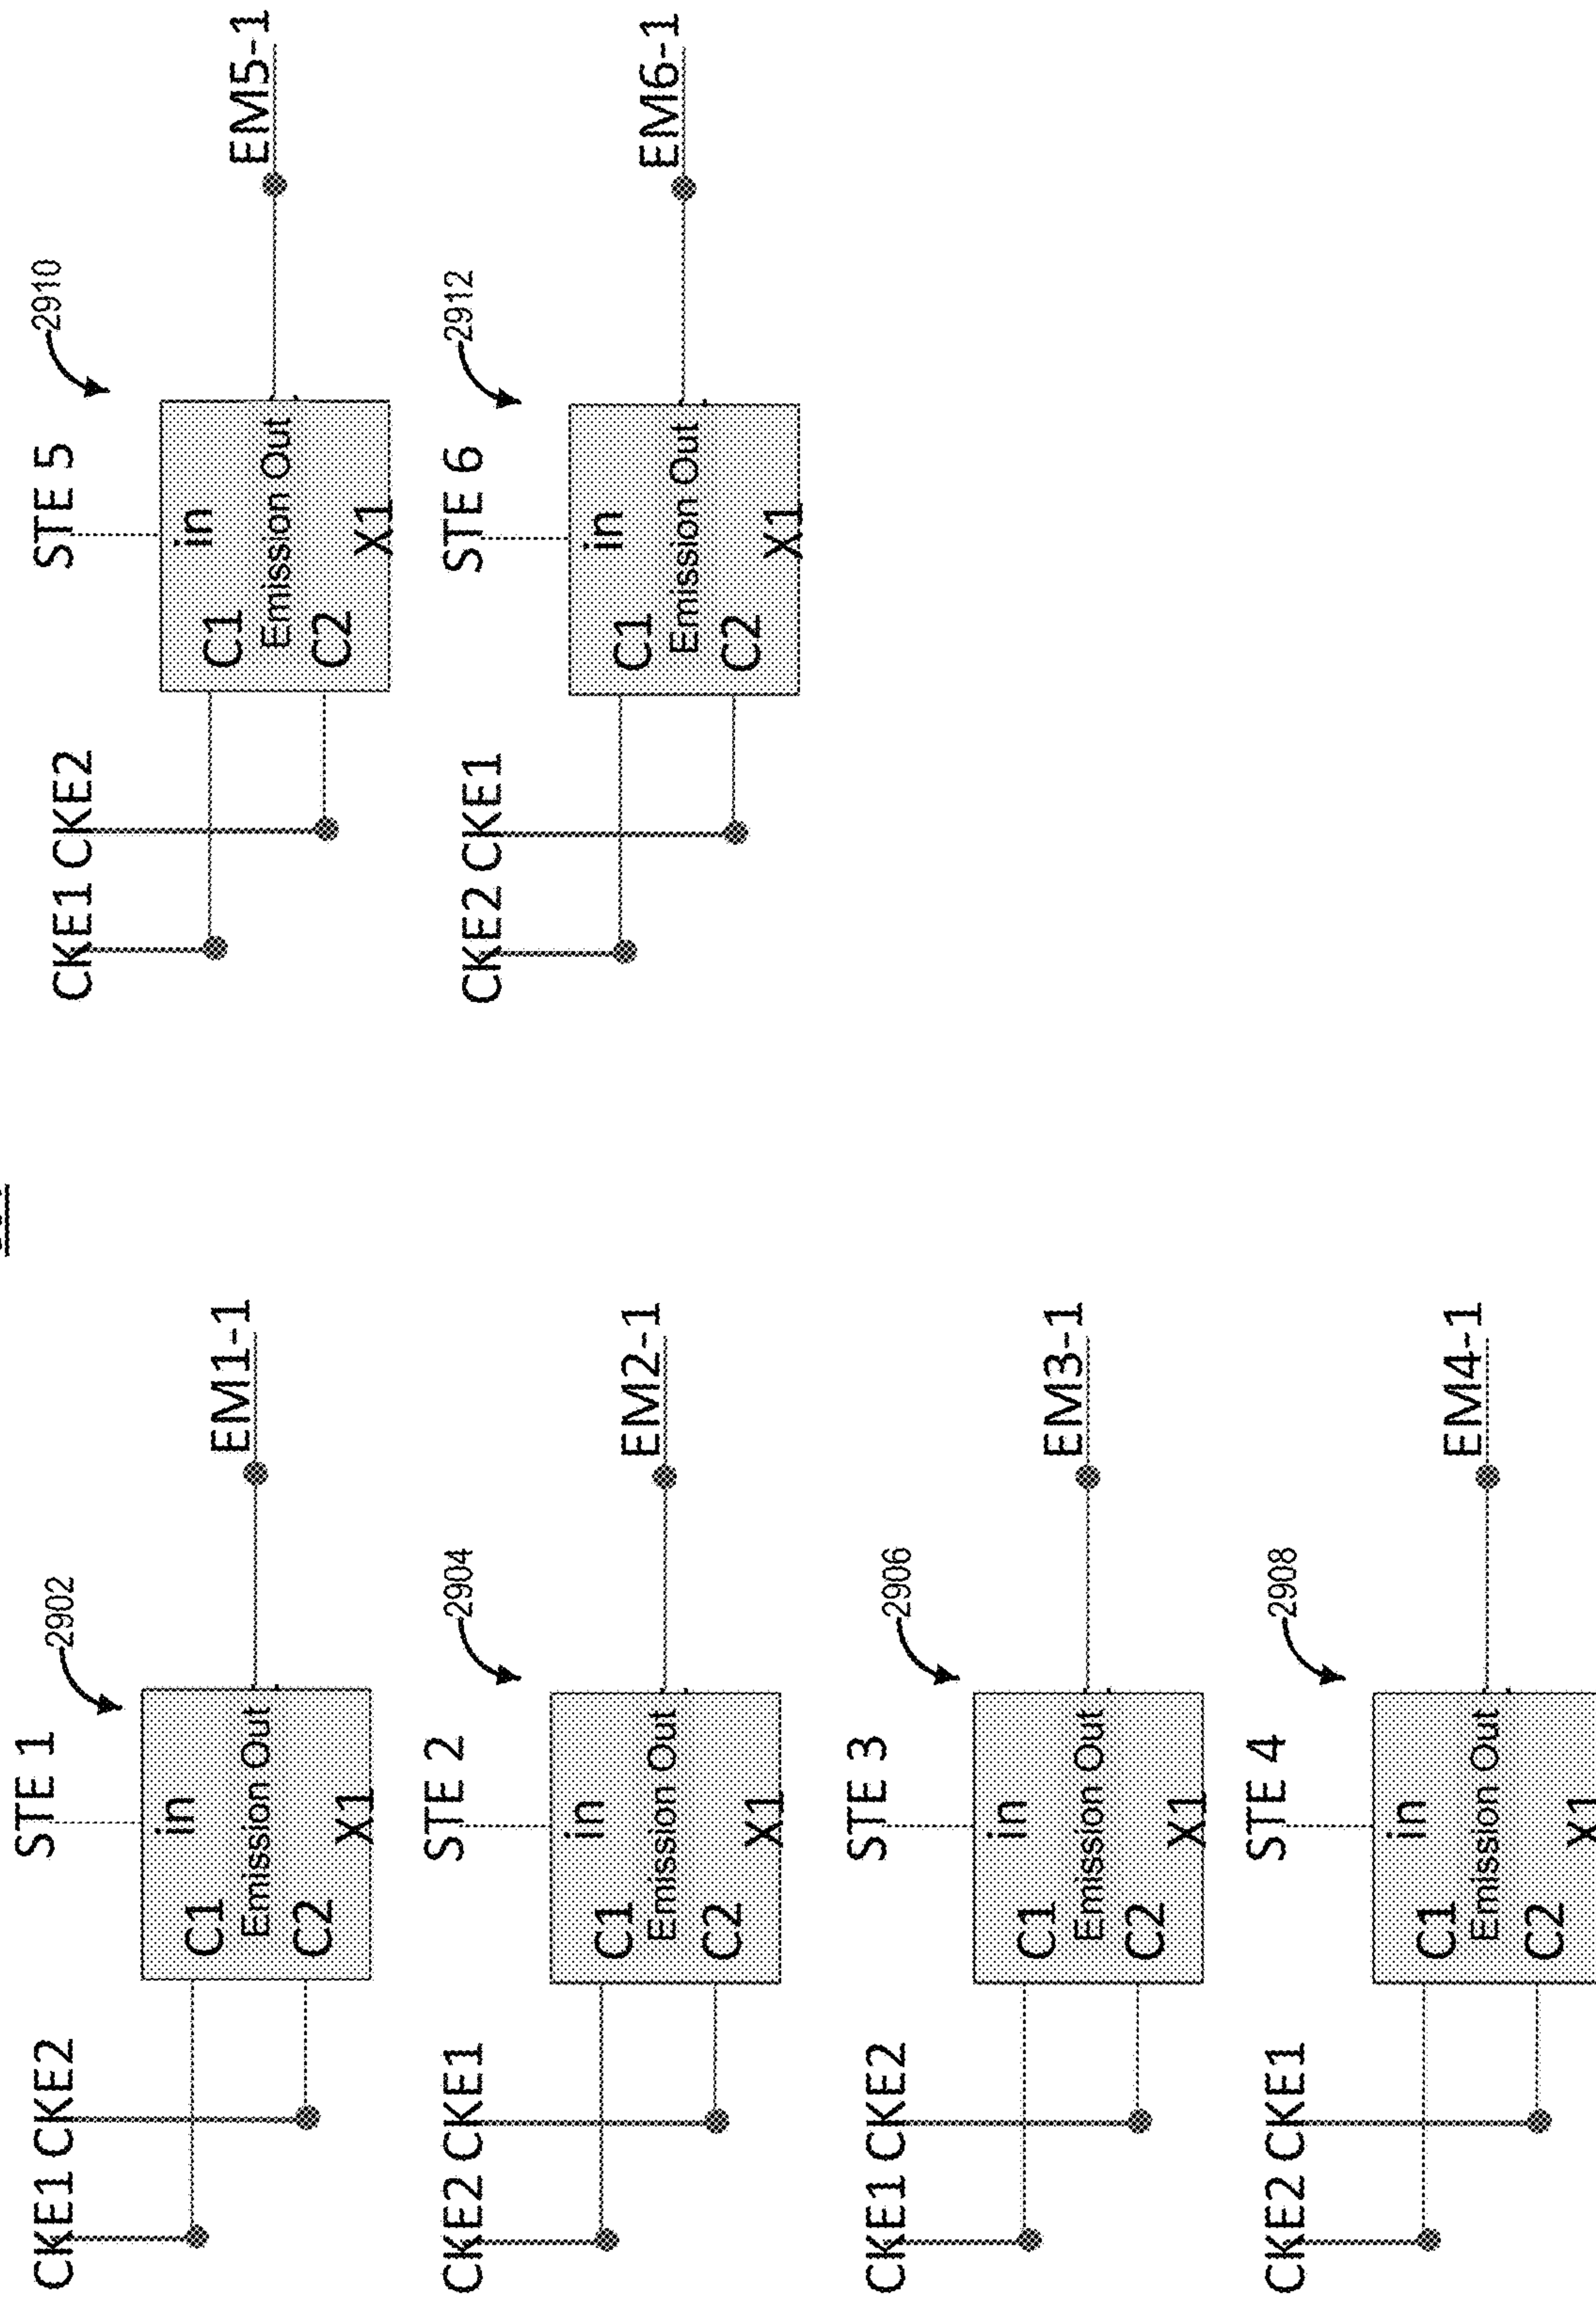 STE 1
2902
CKE1 CKE2
in
C1
Emission Out
C2
X1
EM1-1
STE 2
2904
CKE2 CKE1
in
C1
Emission Out
C2
X1
EM2-1
STE 3
2906
CKE1 CKE2
in
C1
Emission Out
C2
X1
EM3-1
STE 4
2908
CKE2 CKE1
in
C1
Emission Out
C2
X1
EM4-1
STE 5
2910
CKE1 CKE2
in
C1
Emission Out
C2
X1
EM5-1
STE 6
2912
CKE2 CKE1
in
C1
Emission Out
C2
X1
EM6-1